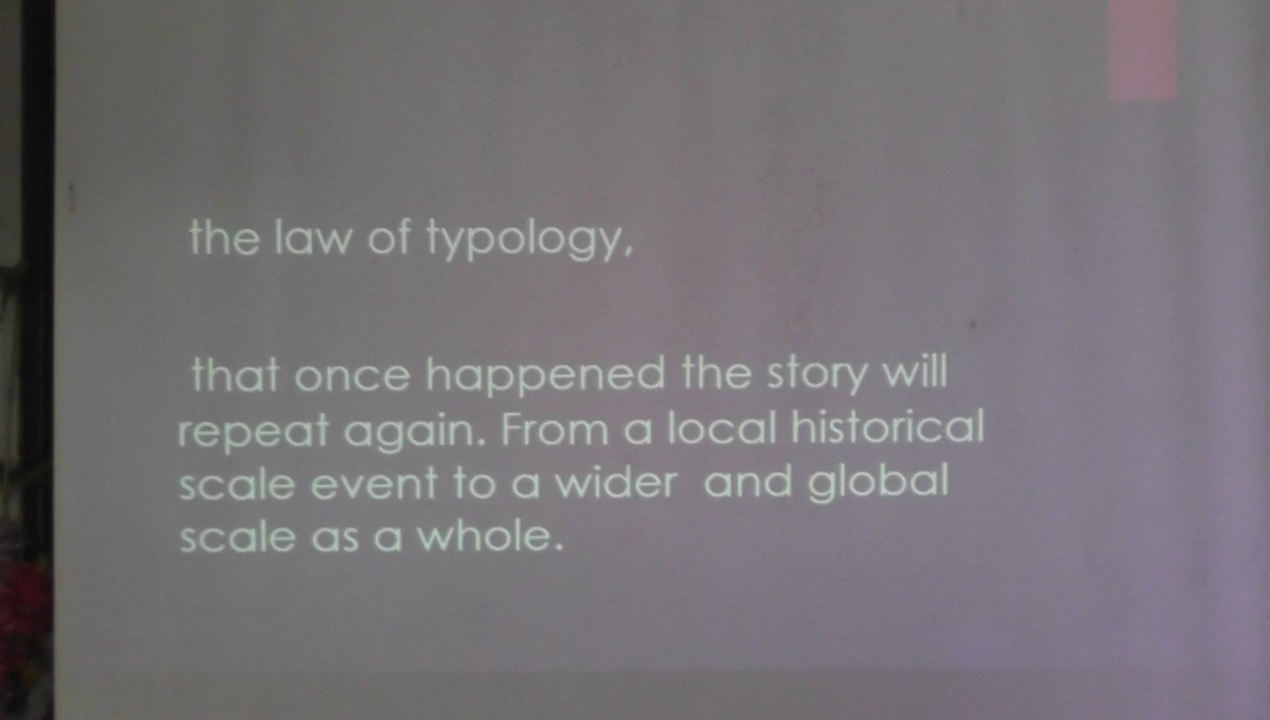 the law of typology,
that once happened the story will
repeat again. From a local historical
scale event to a wider and global
scale as a whole.